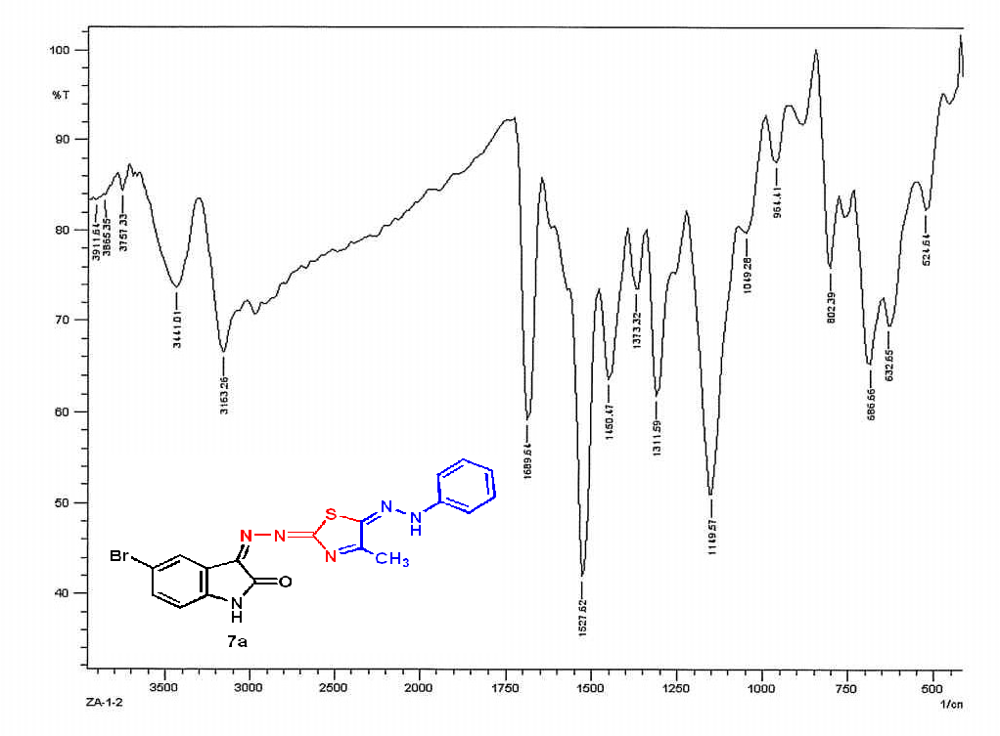 100
%T
90
80
70
60
50
40
3911.64
3865.35
3757.33
3441.01
3163.26
1689.64
1527.62
1450.47
1373.32
1311.59
1149.57
1049.28
964.41
802.39
686.66
632.65
524.64
S
N
N
H
N
N
N
CH3
Br
O
N
H
7a
3500
3000
2500
2000
1750
1500
1250
1000
750
500
ZA-1-2
1/cm